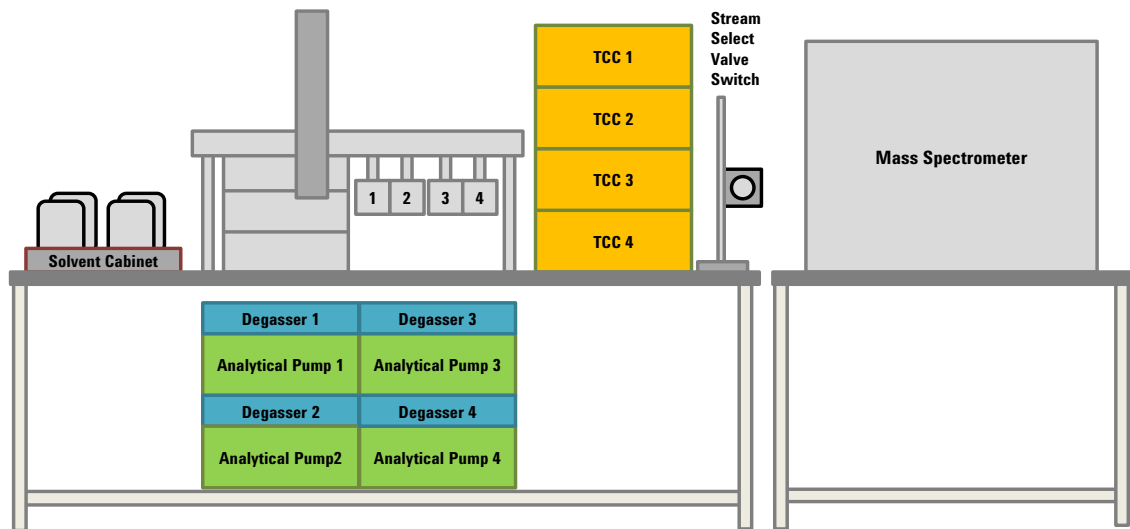 Stream
Select
Valve
Switch
TCC 1
TCC 2
TCC 3
TCC 4
Mass Spectrometer
1 2 3 4
Solvent Cabinet
Degasser 1 Degasser 3
Analytical Pump 1 Analytical Pump 3
Degasser 2 Degasser 4
Analytical Pump2 Analytical Pump 4